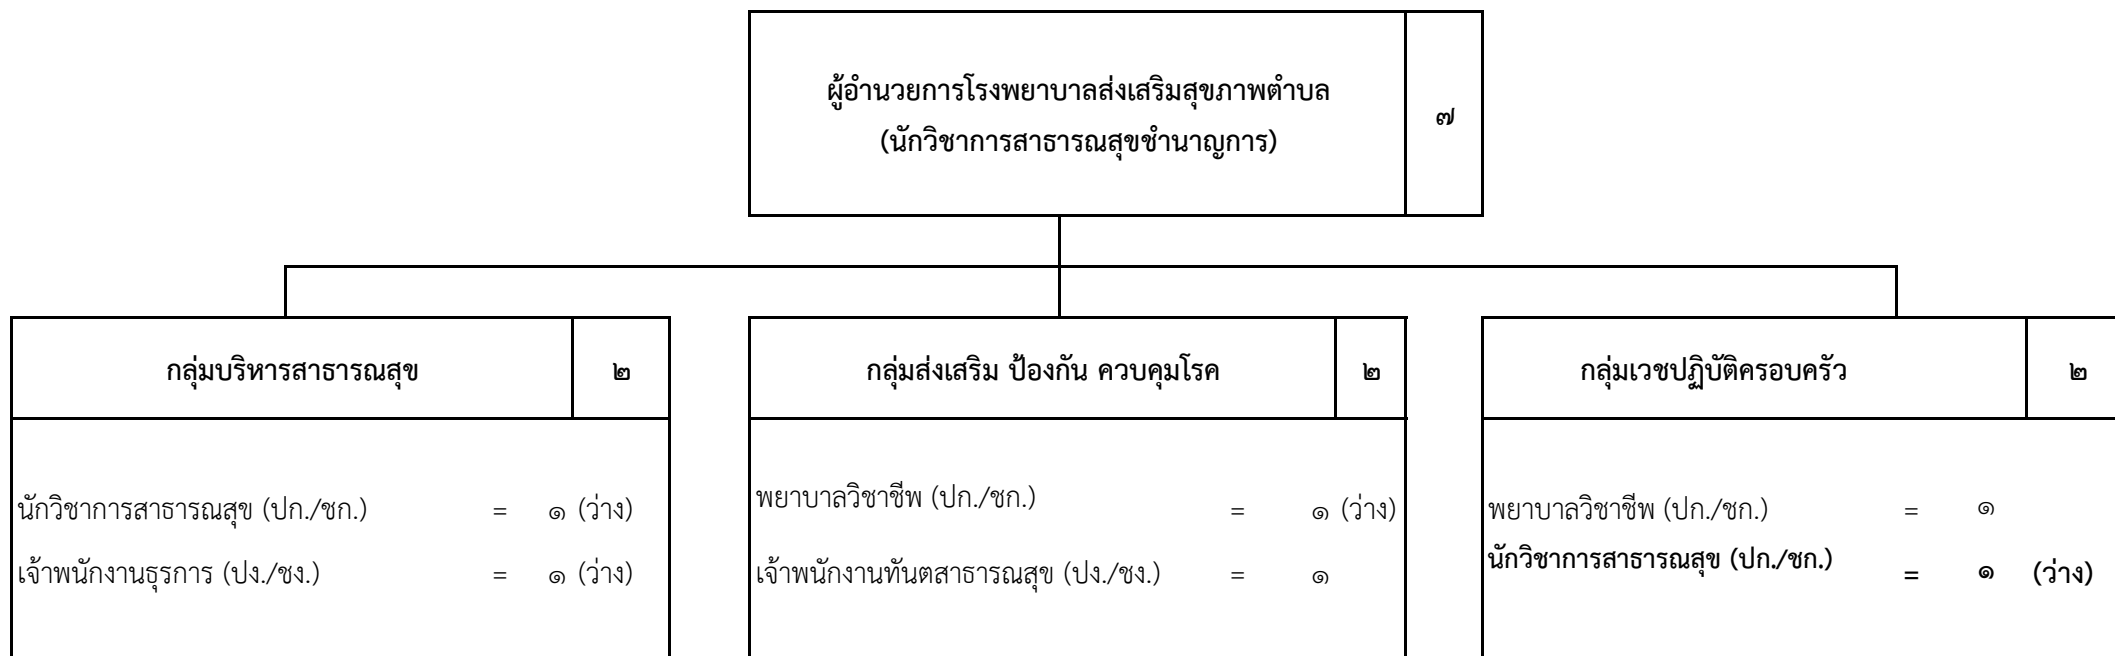 ผู้อำนวยการโรงพยาบาลส่งเสริมสุขภาพตำบล
(นักวิชาการสาธารณสุขชำนาญการ)
๗
กลุ่มบริหารสาธารณสุข ๒
นักวิชาการสาธารณสุข (ปก./ชก.) = ๑ (ว่าง)
เจ้าพนักงานธุรการ (ปง./ชง.) = ๑ (ว่าง)
กลุ่มส่งเสริม ป้องกัน ควบคุมโรค ๒
พยาบาลวิชาชีพ (ปก./ชก.) = ๑ (ว่าง)
เจ้าพนักงานทันตสาธารณสุข (ปง./ชง.) = ๑
กลุ่มเวชปฏิบัติครอบครัว ๒
พยาบาลวิชาชีพ (ปก./ชก.) = ๑
นักวิชาการสาธารณสุข (ปก./ชก.) = ๑ (ว่าง)